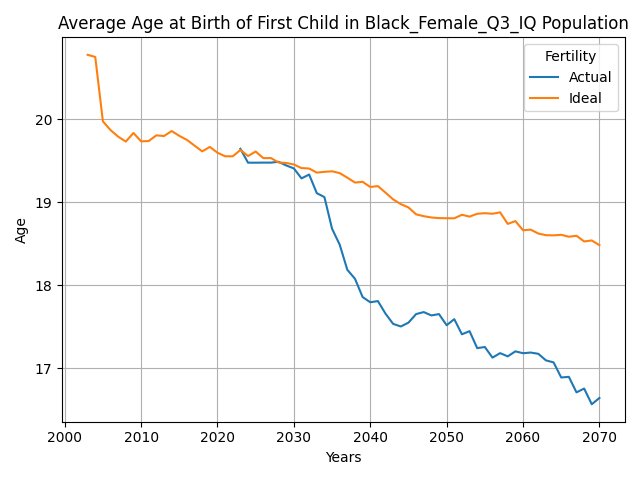 Average Age at Birth of First Child in Black_Female_Q3_IQ Population
Fertility
Actual
Ideal
Age
20
19
18
17
2000 2010 2020 2030 2040 2050 2060 2070
Years